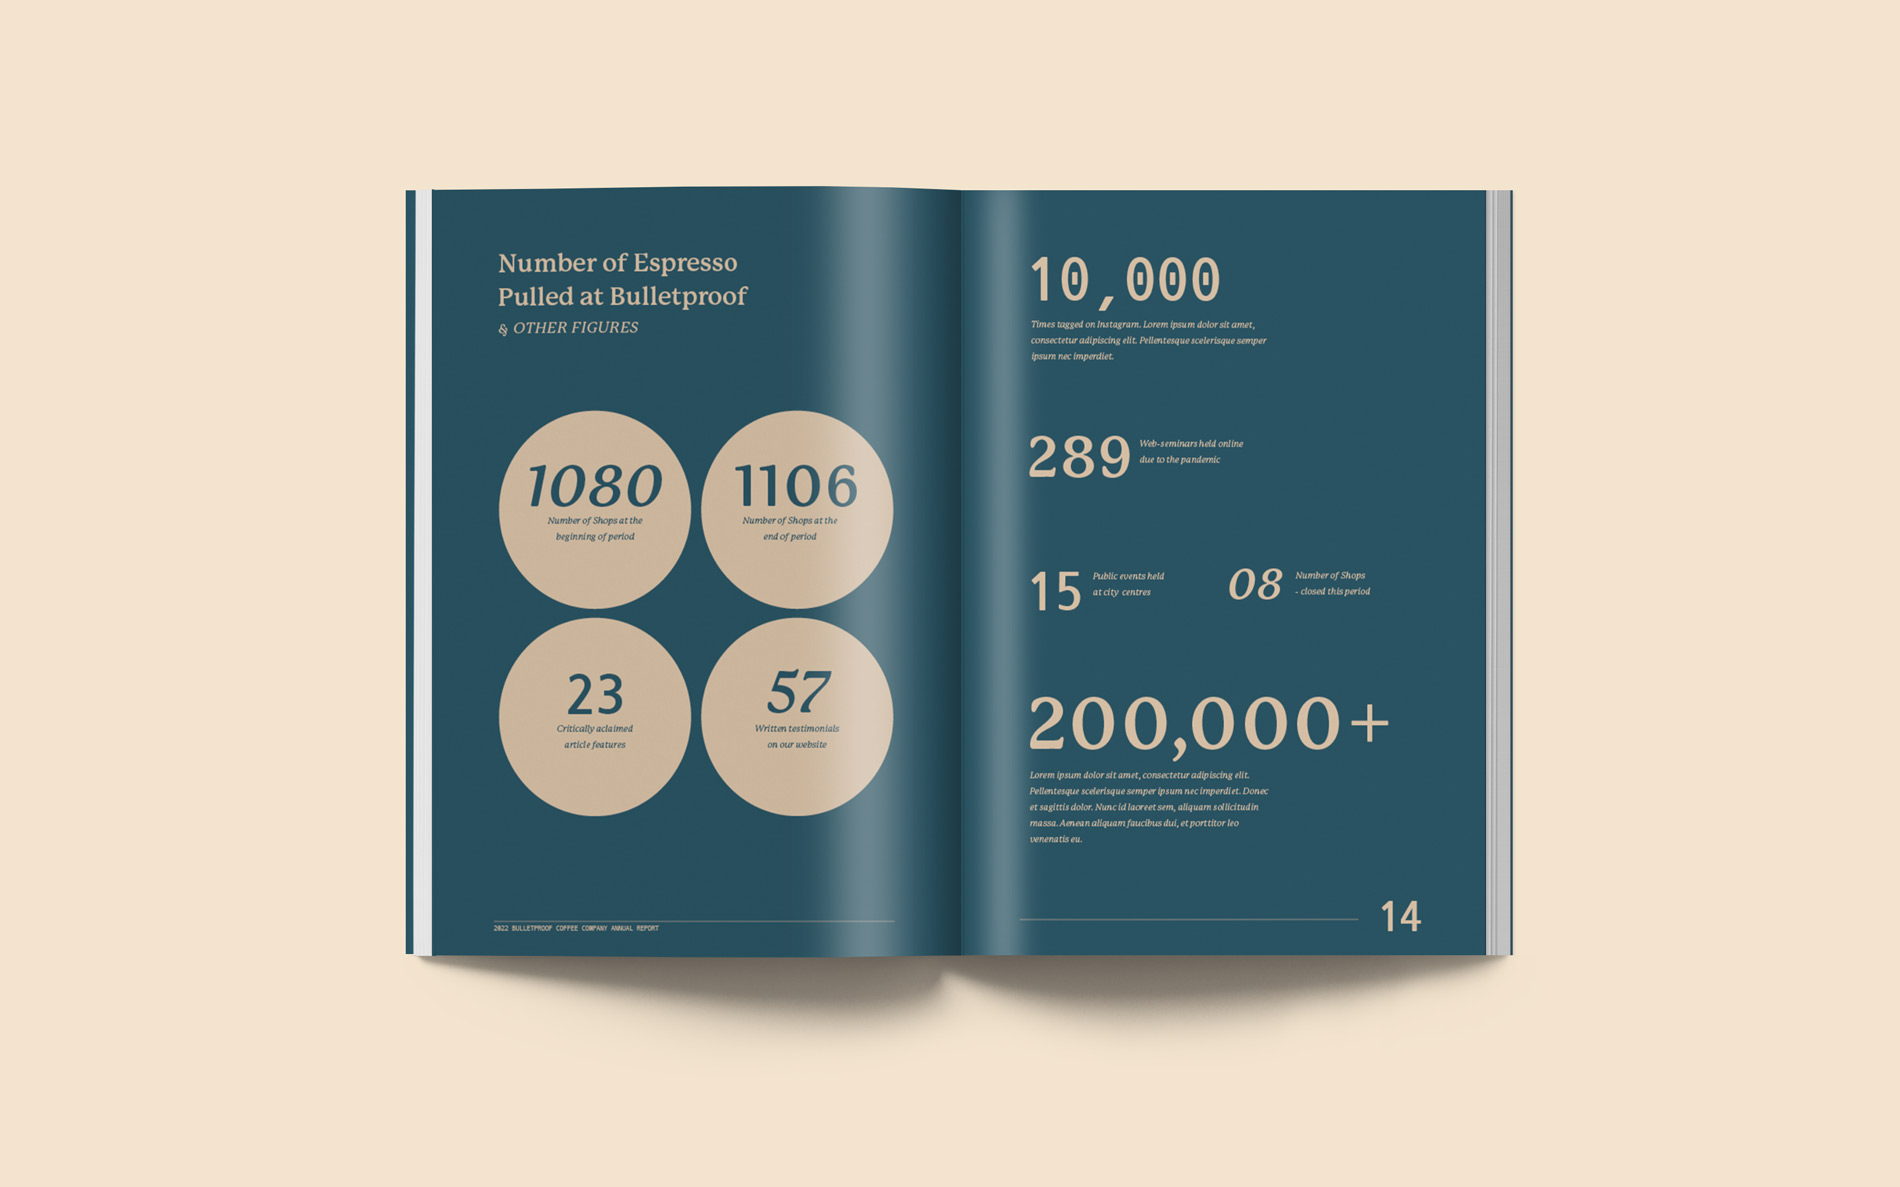 Number of Espresso
Pulled at Bulletproof
& OTHER FIGURES
1080
Number of Shops at the
beginning of period
1106
Number of Shops at the
end of period
23
Critically aclaimed
article features
57
Written testimonials
on our website
2022 BULLETPROOF COFFEE COMPANY ANNUAL REPORT
10,000
Times tagged on Instagram. Lorem ipsum dolor sit amet,
consectetur adipiscing elit. Pellentesque scelerisque semper
ipsum nec imperdiet.
289
Web-seminars held online
due to the pandemic
15
Public events held
at city centres
08
Number of Shops
- closed this period
200,000+
Lorem ipsum dolor sit amet, consectetur adipiscing elit.
Pellentesque scelerisque semper ipsum nec imperdiet. Donec
et sagittis dolor. Nunc id laoreet sem, aliquam sollicitudin
massa. Aenean aliquam faucibus dui, et porttitor leo
venenatis eu.
14